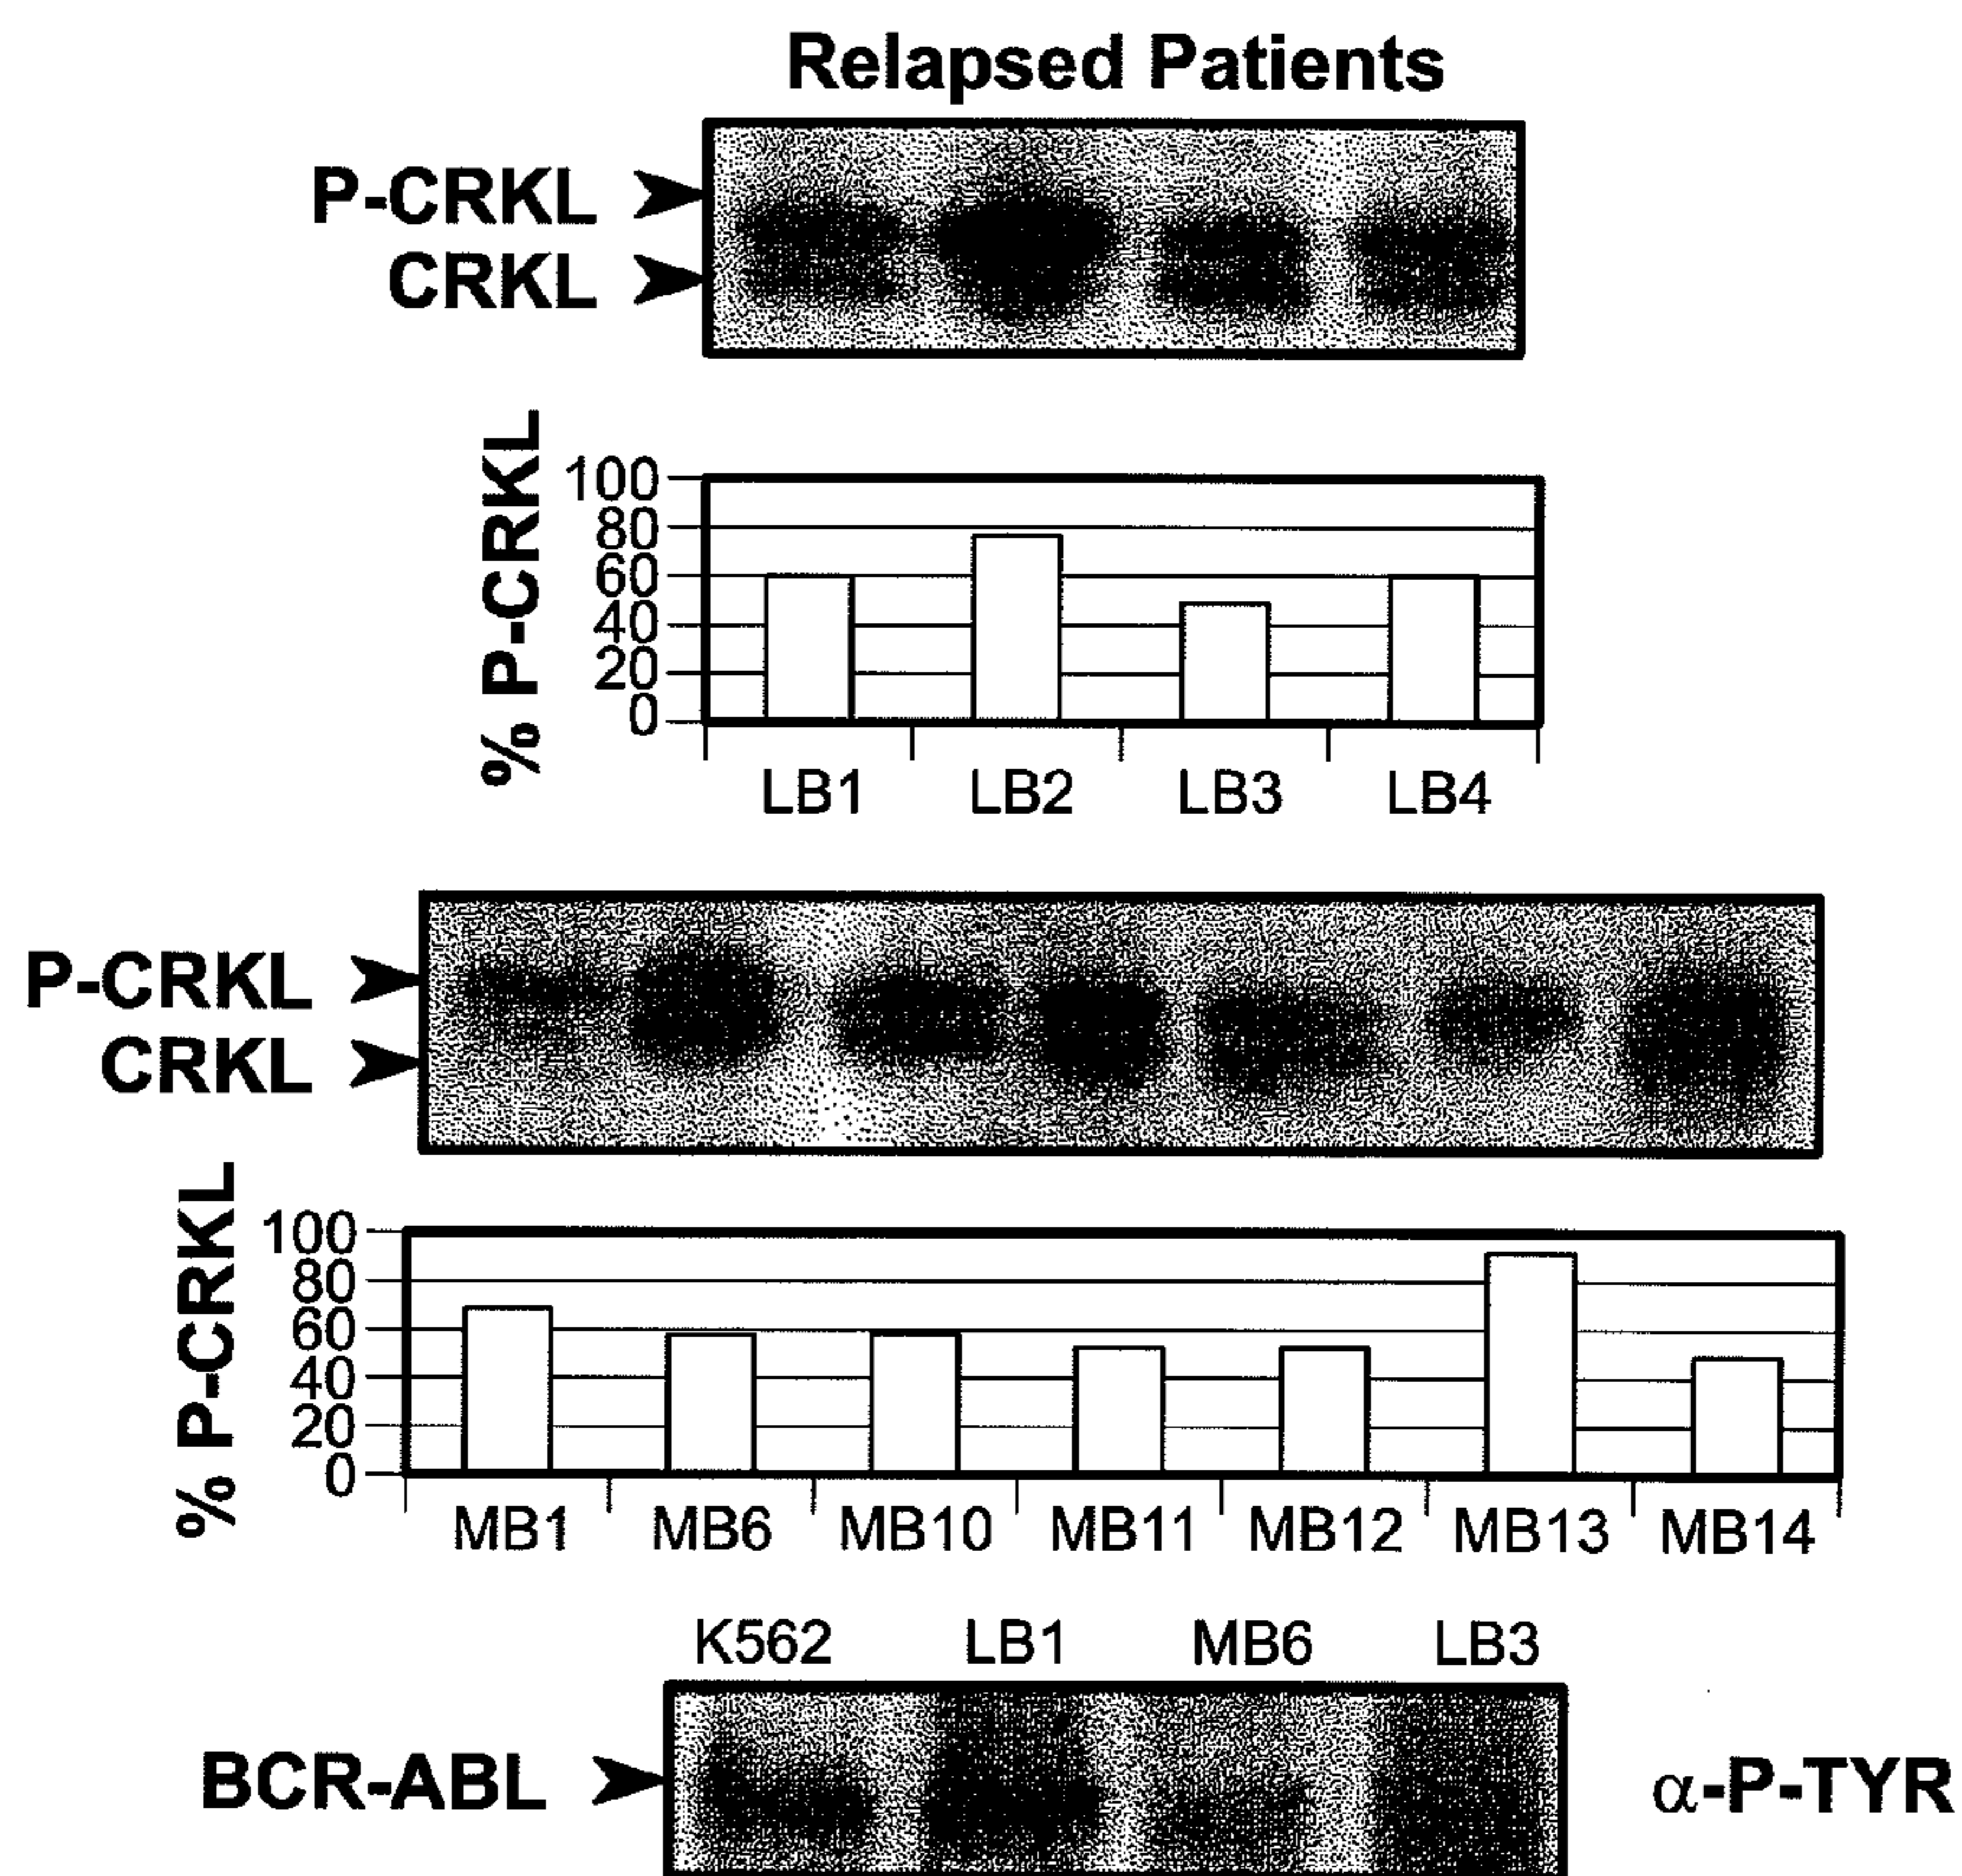 Relapsed Patients
P-CRKL
CRKL
% P-CRKL
100
80
60
40
20
0
LB1 LB2 LB3 LB4
P-CRKL
CRKL
% P-CRKL
100
80
60
40
20
0
MB1 MB6 MB10 MB11 MB12 MB13 MB14
K562 LB1 MB6 LB3
BCR-ABL α-P-TYR